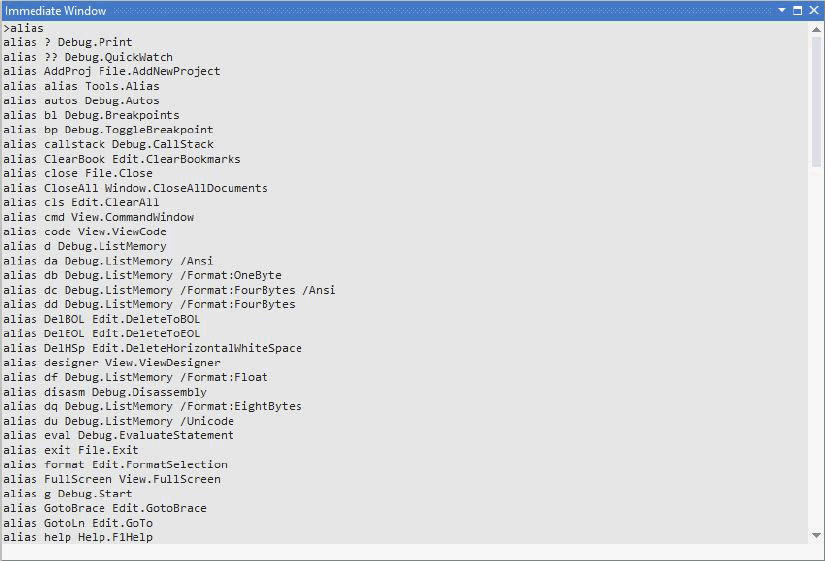 Immediate Window
>alias
alias ? Debug.Print
alias ?? Debug.QuickWatch
alias AddProj File.AddNewProject
alias alias Tools.Alias
alias autos Debug.Autos
alias bl Debug.Breakpoints
alias bp Debug.ToggleBreakpoint
alias callstack Debug.CallStack
alias ClearBook Edit.ClearBookmarks
alias close File.Close
alias CloseAll Window.CloseAllDocuments
alias cls Edit.ClearAll
alias cmd View.CommandWindow
alias code View.ViewCode
alias d Debug.ListMemory
alias da Debug.ListMemory /Ansi
alias db Debug.ListMemory /Format:OneByte
alias dc Debug.ListMemory /Format:FourBytes /Ansi
alias dd Debug.ListMemory /Format:FourBytes
alias DelBOL Edit.DeleteToBOL
alias DelEOL Edit.DeleteToEOL
alias DelHSp Edit.DeleteHorizontalWhiteSpace
alias designer View.ViewDesigner
alias df Debug.ListMemory /Format:Float
alias disasm Debug.Disassembly
alias dq Debug.ListMemory /Format:EightBytes
alias du Debug.ListMemory /Unicode
alias eval Debug.EvaluateStatement
alias exit File.Exit
alias format Edit.FormatSelection
alias FullScreen View.FullScreen
alias g Debug.Start
alias GotoBrace Edit.GotoBrace
alias GotoLn Edit.GoTo
alias help Help.F1Help